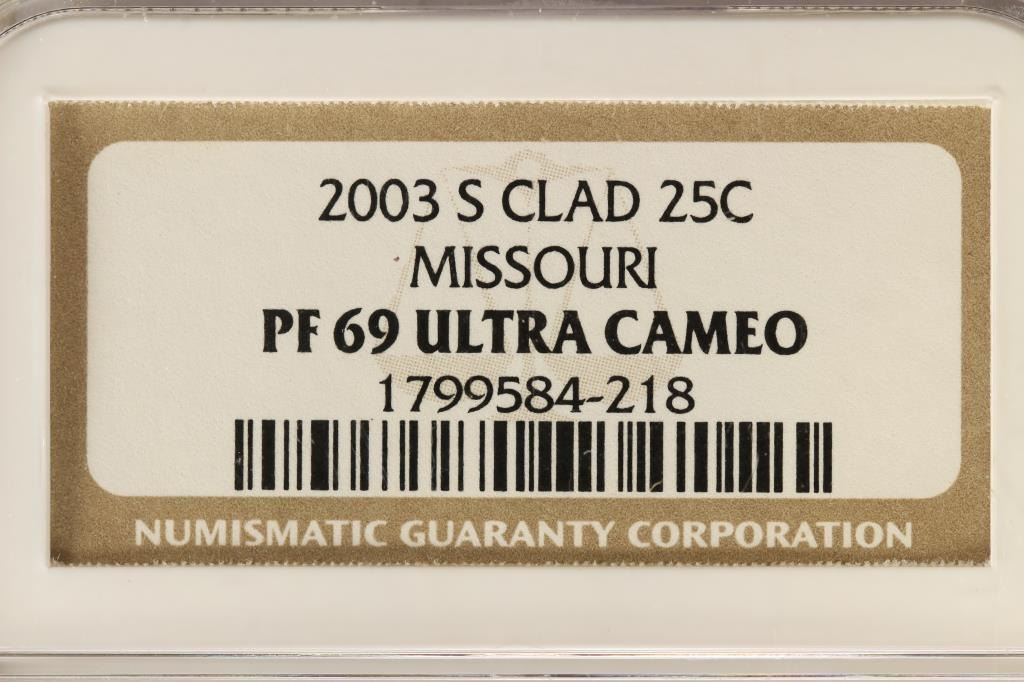 2003 S CLAD 25C
MISSOURI
PF 69 ULTRA CAMEO
1799584-218
NUMISMATIC GUARANTY CORPORATION